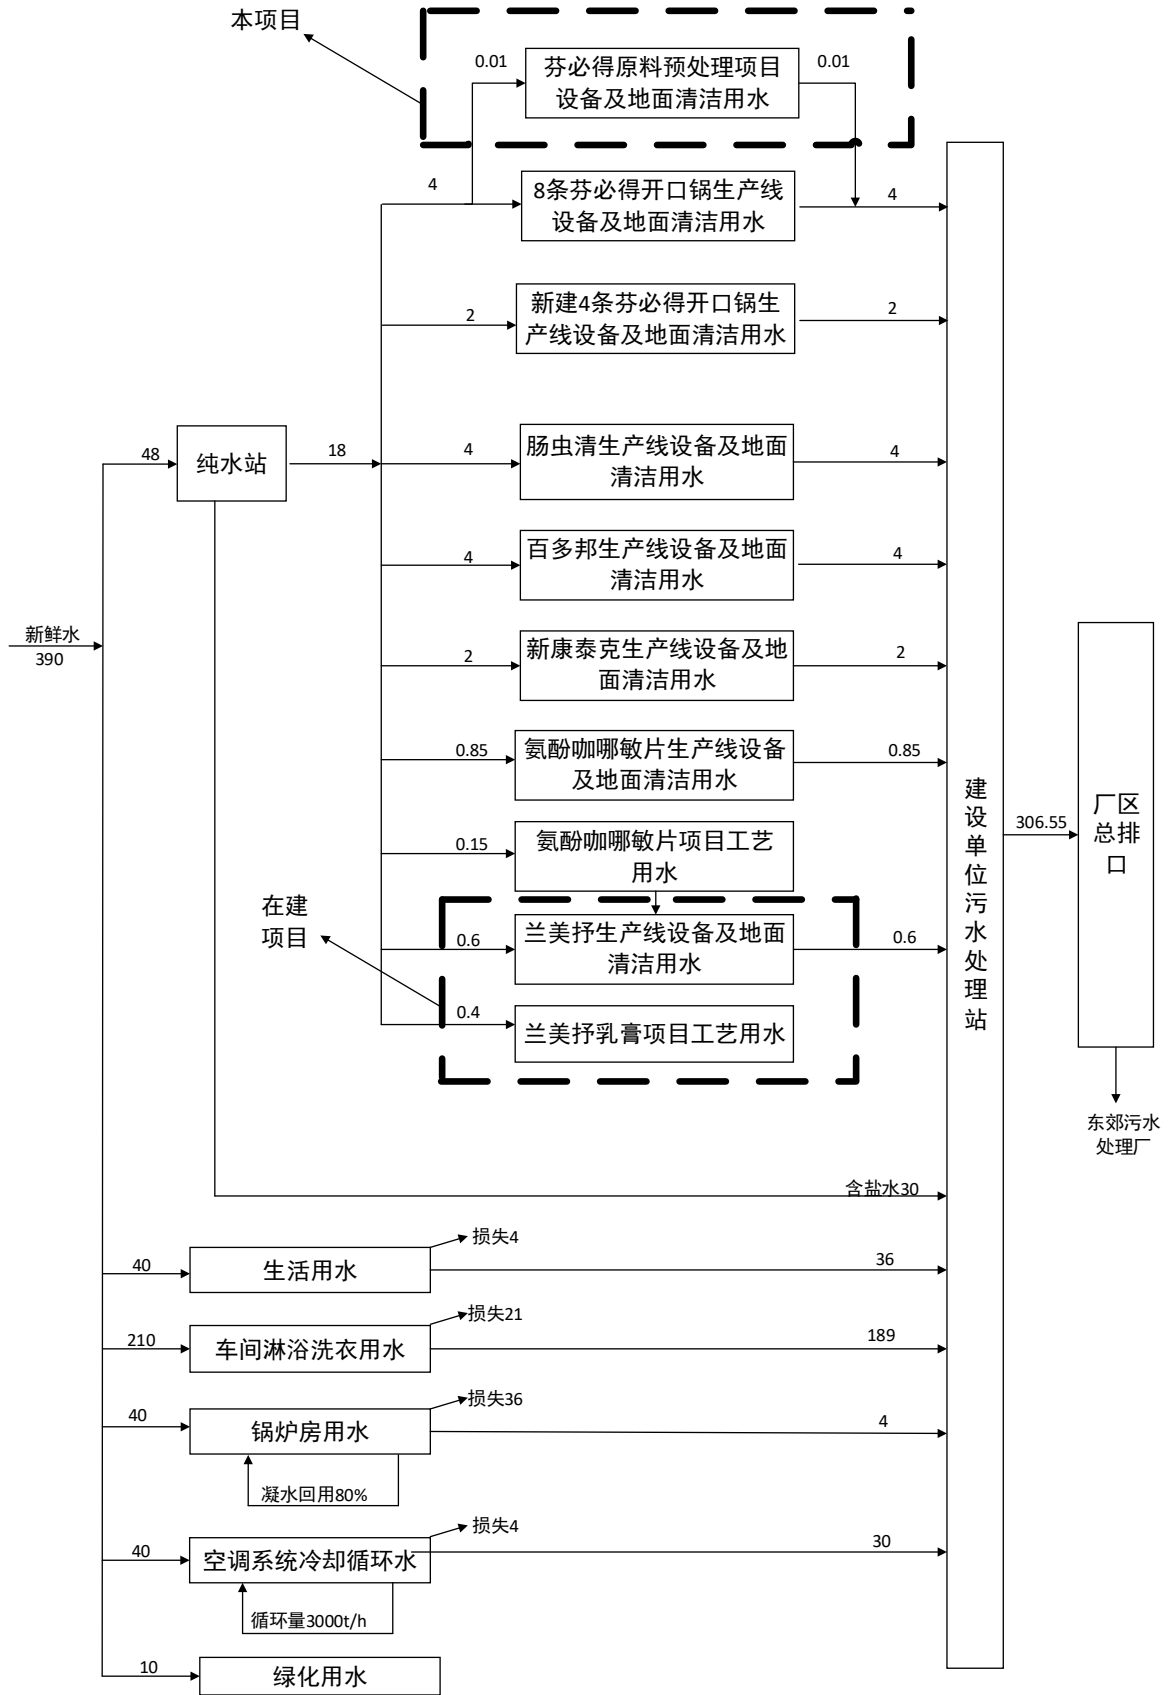 本项目
0.01
芬必得原料预处理项目
设备及地面清洁用水
0.01
4
8条芬必得开口锅生产线
设备及地面清洁用水
4
2
新建4条芬必得开口锅生
产线设备及地面清洁用水
2
48
纯水站
18
4
肠虫清生产线设备及地面
清洁用水
4
4
百多邦生产线设备及地面
清洁用水
4
新鲜水
390
2
新康泰克生产线设备及地
面清洁用水
2
0.85
氨酚咖哪敏片生产线设备
及地面清洁用水
0.85
0.15
氨酚咖哪敏片项目工艺
用水
在建
项目
0.6
兰美抒生产线设备及地面
清洁用水
0.6
0.4
兰美抒乳膏项目工艺用水
建设单位污水处理站
306.55
厂区
总排
口
东郊污水
处理厂
含盐水30
40
生活用水
损失4
36
210
车间淋浴洗衣用水
损失21
189
40
锅炉房用水
损失36
4
凝水回用80%
40
空调系统冷却循环水
损失4
30
循环量3000t/h
10
绿化用水